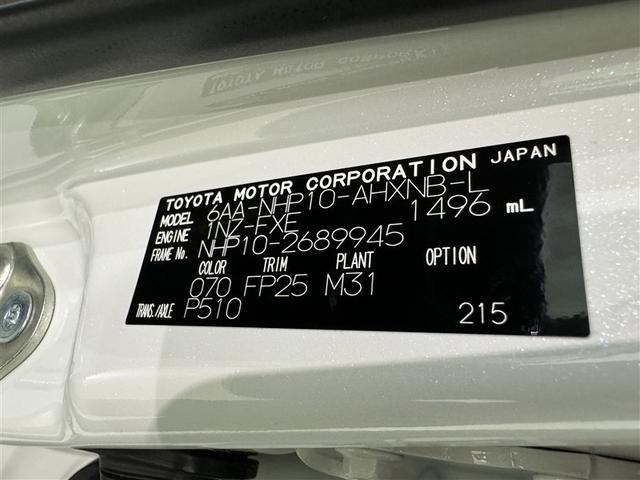 TOYOTA MOTOR CORPORATION JAPAN
MODEL 6AA-NHP10-AHXNB-L
ENGINE 1NZ-FXE 1496 mL
FRAME No. NHP10-2689945
COLOR TRIM PLANT OPTION
070 FP25 M31
TRANS./AXLE P510 215